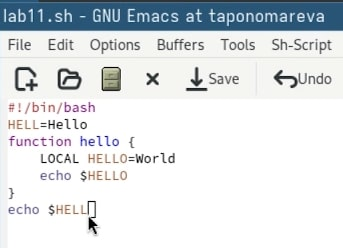 lab11.sh - GNU Emacs at taponomareva
File Edit Options Buffers Tools Sh-Script
Save Undo
#!/bin/bash
HELL=Hello
function hello {
    LOCAL HELLO=World
    echo $HELLO
}
echo $HELL